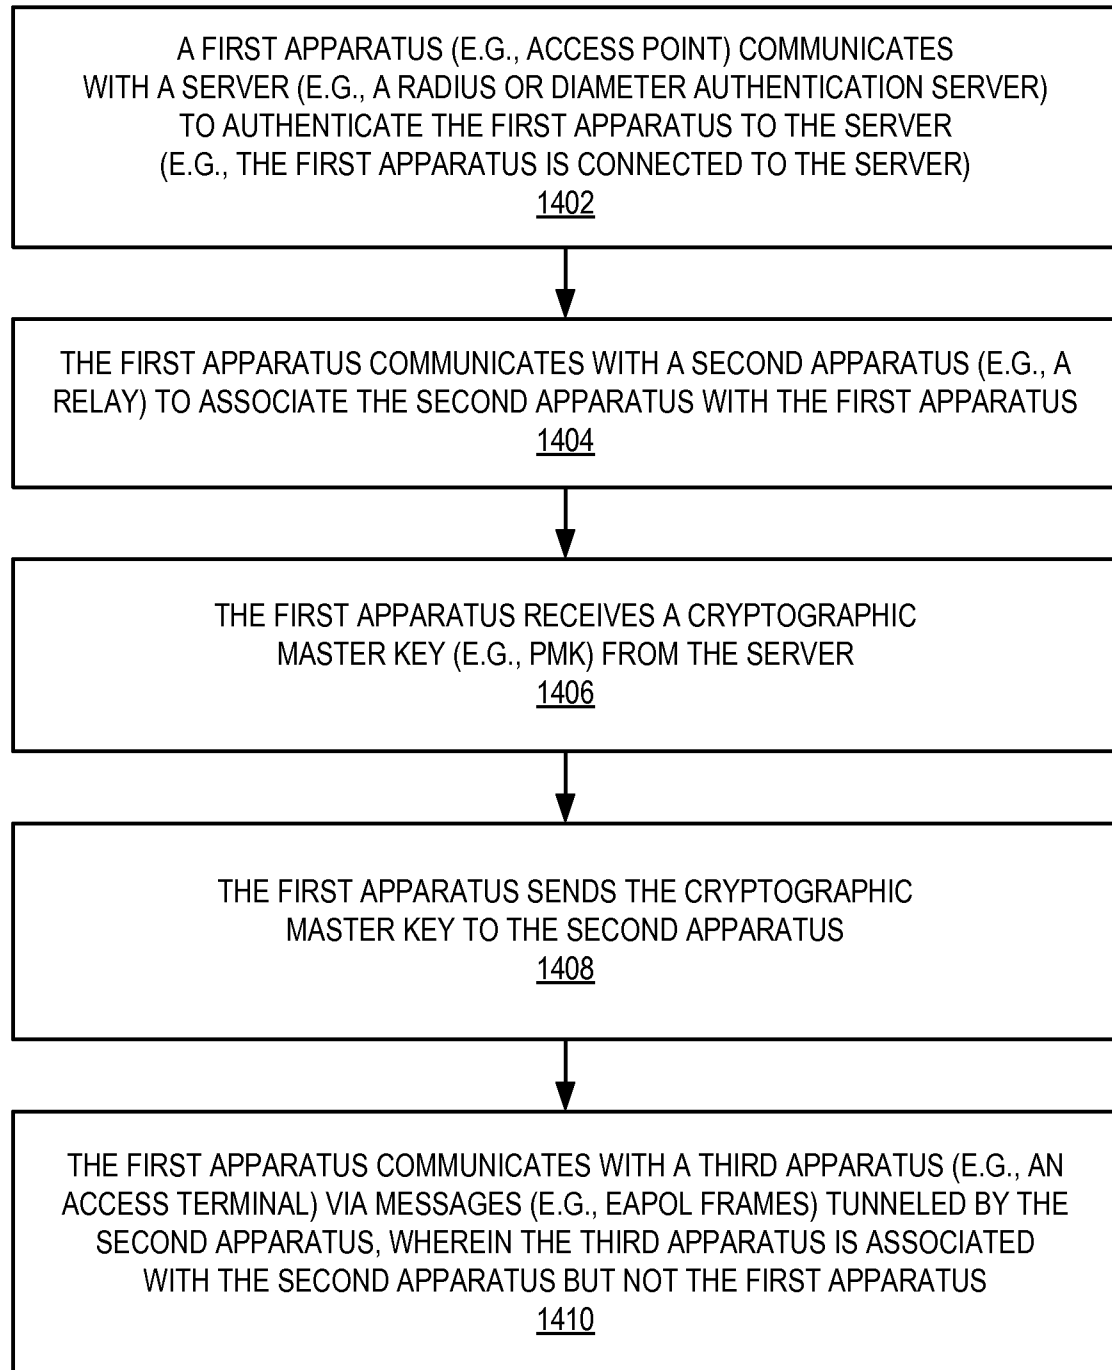 A FIRST APPARATUS (E.G., ACCESS POINT) COMMUNICATES
WITH A SERVER (E.G., A RADIUS OR DIAMETER AUTHENTICATION SERVER)
TO AUTHENTICATE THE FIRST APPARATUS TO THE SERVER
(E.G., THE FIRST APPARATUS IS CONNECTED TO THE SERVER)
1402
THE FIRST APPARATUS COMMUNICATES WITH A SECOND APPARATUS (E.G., A
RELAY) TO ASSOCIATE THE SECOND APPARATUS WITH THE FIRST APPARATUS
1404
THE FIRST APPARATUS RECEIVES A CRYPTOGRAPHIC
MASTER KEY (E.G., PMK) FROM THE SERVER
1406
THE FIRST APPARATUS SENDS THE CRYPTOGRAPHIC
MASTER KEY TO THE SECOND APPARATUS
1408
THE FIRST APPARATUS COMMUNICATES WITH A THIRD APPARATUS (E.G., AN
ACCESS TERMINAL) VIA MESSAGES (E.G., EAPOL FRAMES) TUNNELED BY THE
SECOND APPARATUS, WHEREIN THE THIRD APPARATUS IS ASSOCIATED
WITH THE SECOND APPARATUS BUT NOT THE FIRST APPARATUS
1410